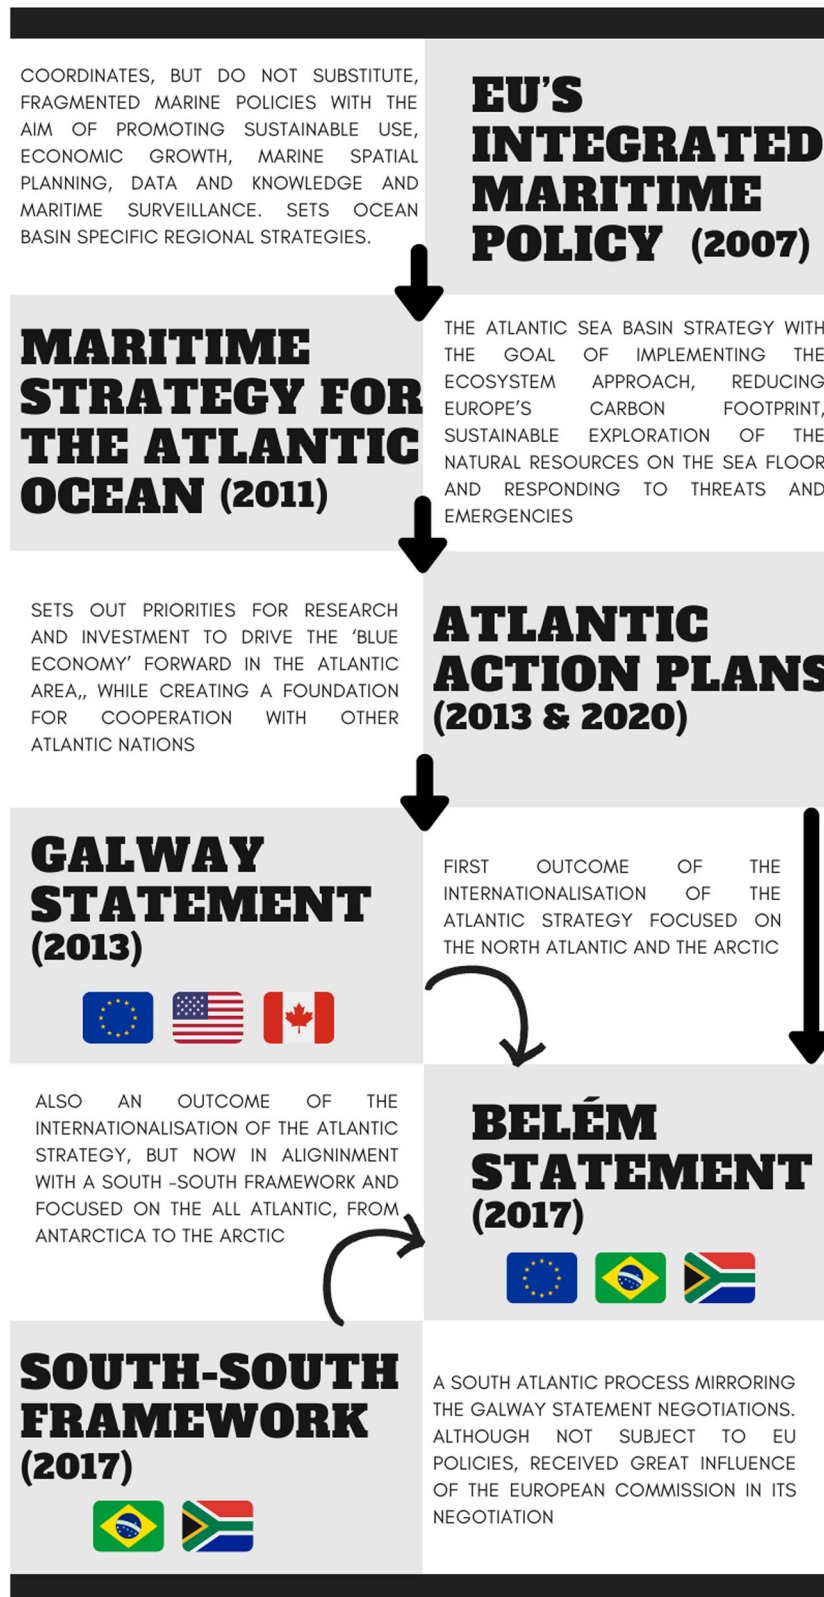 COORDINATES, BUT DO NOT SUBSTITUTE,
FRAGMENTED MARINE POLICIES WITH THE
AIM OF PROMOTING SUSTAINABLE USE,
ECONOMIC GROWTH, MARINE SPATIAL
PLANNING, DATA AND KNOWLEDGE AND
MARITIME SURVEILLANCE. SETS OCEAN
BASIN SPECIFIC REGIONAL STRATEGIES.
EU'S
INTEGRATED
MARITIME
POLICY (2007)
MARITIME
STRATEGY FOR
THE ATLANTIC
OCEAN (2011)
THE ATLANTIC SEA BASIN STRATEGY WITH
THE GOAL OF IMPLEMENTING THE
ECOSYSTEM APPROACH, REDUCING
EUROPE'S CARBON FOOTPRINT,
SUSTAINABLE EXPLORATION OF THE
NATURAL RESOURCES ON THE SEA FLOOR
AND RESPONDING TO THREATS AND
EMERGENCIES
SETS OUT PRIORITIES FOR RESEARCH
AND INVESTMENT TO DRIVE THE 'BLUE
ECONOMY' FORWARD IN THE ATLANTIC
AREA,, WHILE CREATING A FOUNDATION
FOR COOPERATION WITH OTHER
ATLANTIC NATIONS
ATLANTIC
ACTION PLANS
(2013 & 2020)
GALWAY
STATEMENT
(2013)
FIRST OUTCOME OF THE
INTERNATIONALISATION OF THE
ATLANTIC STRATEGY FOCUSED ON
THE NORTH ATLANTIC AND THE ARCTIC
ALSO AN OUTCOME OF THE
INTERNATIONALISATION OF THE ATLANTIC
STRATEGY, BUT NOW IN ALIGNINMENT
WITH A SOUTH -SOUTH FRAMEWORK AND
FOCUSED ON THE ALL ATLANTIC, FROM
ANTARCTICA TO THE ARCTIC
BELÉM
STATEMENT
(2017)
SOUTH-SOUTH
FRAMEWORK
(2017)
A SOUTH ATLANTIC PROCESS MIRRORING
THE GALWAY STATEMENT NEGOTIATIONS.
ALTHOUGH NOT SUBJECT TO EU
POLICIES, RECEIVED GREAT INFLUENCE
OF THE EUROPEAN COMMISSION IN ITS
NEGOTIATION